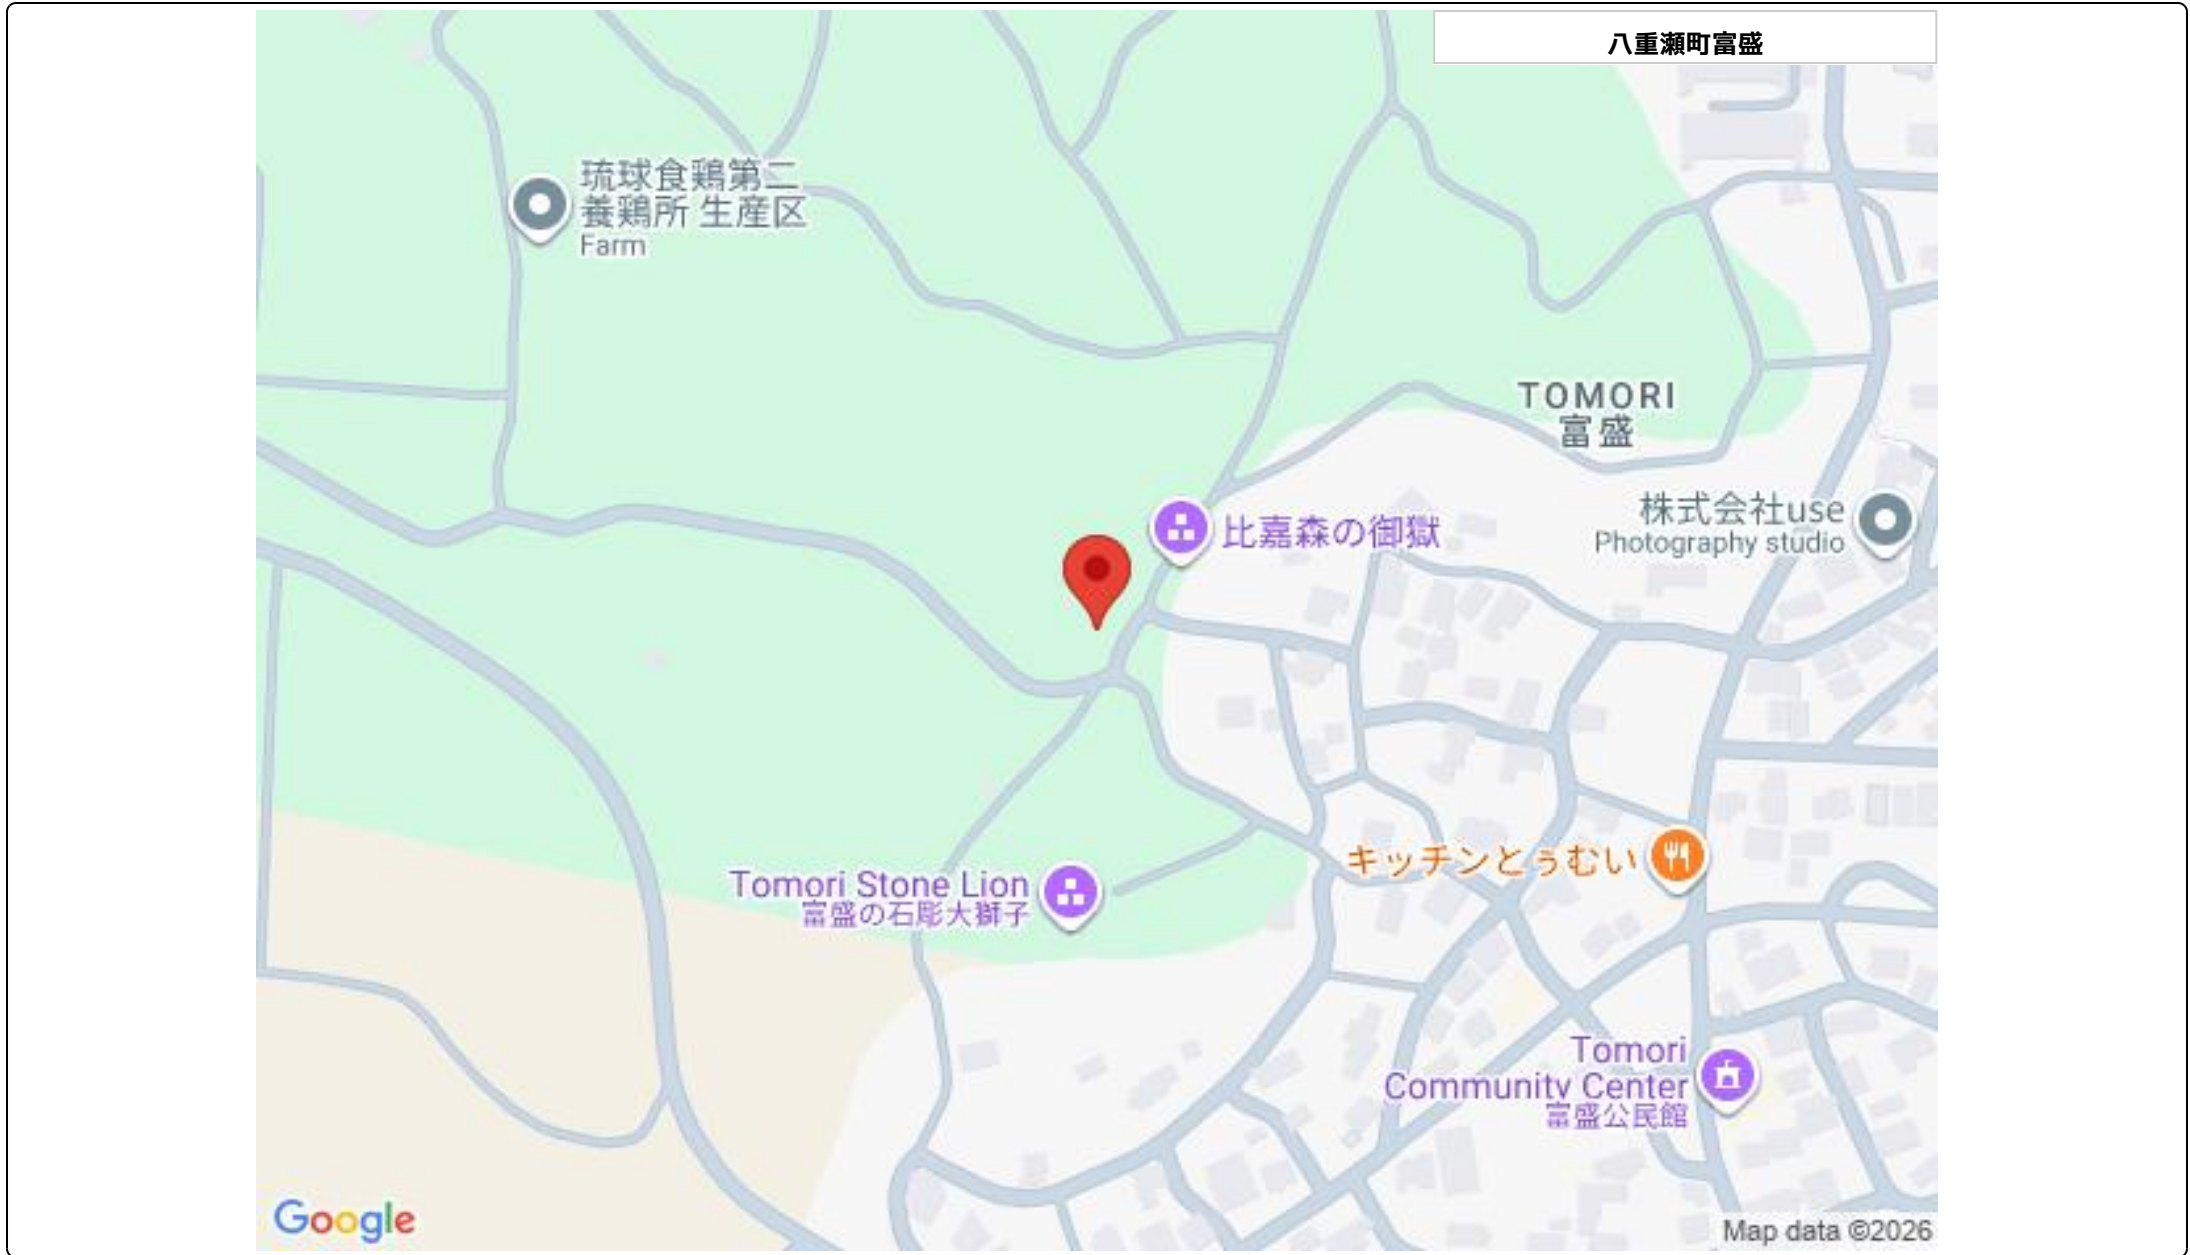 八重瀬町富盛
琉球食鶏第二
養鶏所 生産区
Farm
TOMORI
富盛
株式会社use
Photography studio
比嘉森の御獄
キッチンとぅむい
Tomori Stone Lion
富盛の石彫大獅子
Tomori
Community Center
富盛公民館
Google
Map data ©2026